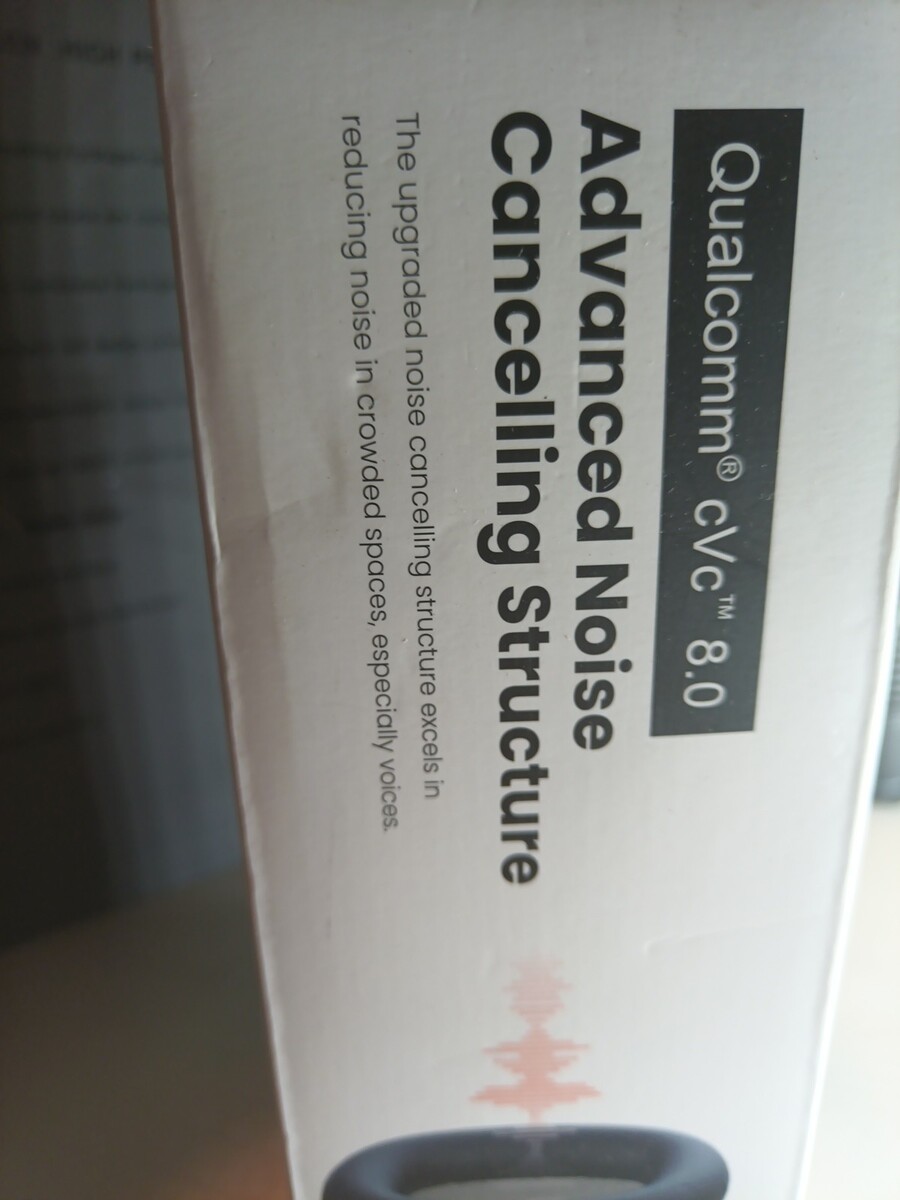 Qualcomm® cVc™ 8.0
Advanced Noise
Cancelling Structure
The upgraded noise cancelling structure excels in
reducing noise in crowded spaces, especially voices.